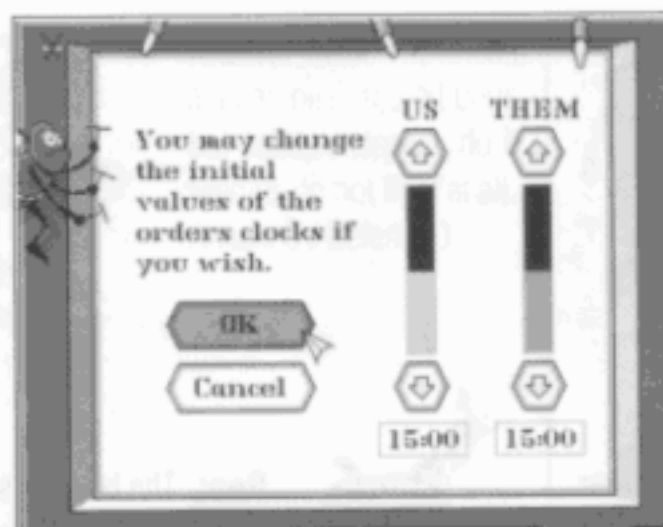 US THEM
You may change
the initial
values of the
orders clocks if
you wish.
OK
Cancel
15:00 15:00